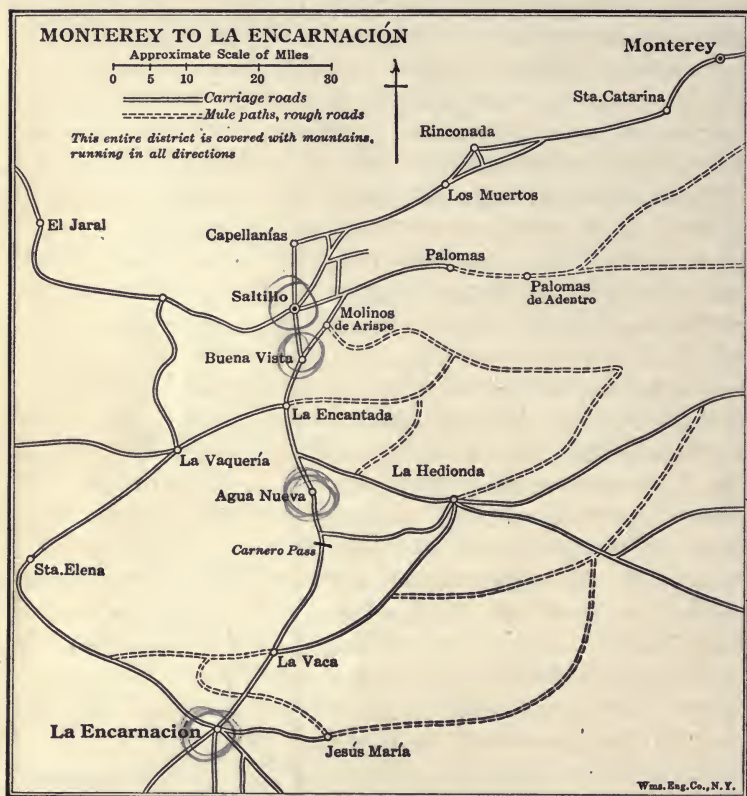 MONTEREY TO LA ENCARNACIÓN
Approximate Scale of Miles
0 5 10 20 30
Carriage roads
Mule paths, rough roads
This entire district is covered with mountains,
running in all directions
Monterey
Sta. Catarina
Rinconada
Los Muertos
El Jaral
Capellanías
Palomas
Saltillo
Palomas
de Adentro
Molinos
de Arispe
Buena Vista
La Encantada
La Vaquería
La Hedionda
Agua Nueva
Carnero Pass
Sta. Elena
La Vaca
La Encarnación
Jesús María
Wms. Eng. Co., N.Y.